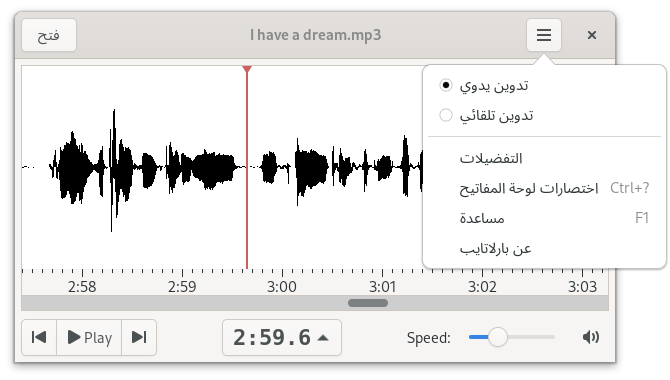 فتح
I have a dream.mp3
تدوين يدوي
تدوين تلقائي
التفضيلات
اختصارات لوحة المفاتيح Ctrl+?
مساعدة F1
عن بارلاتايب
2:58 2:59 3:00 3:01 3:02 3:03
Play 2:59.6 Speed: